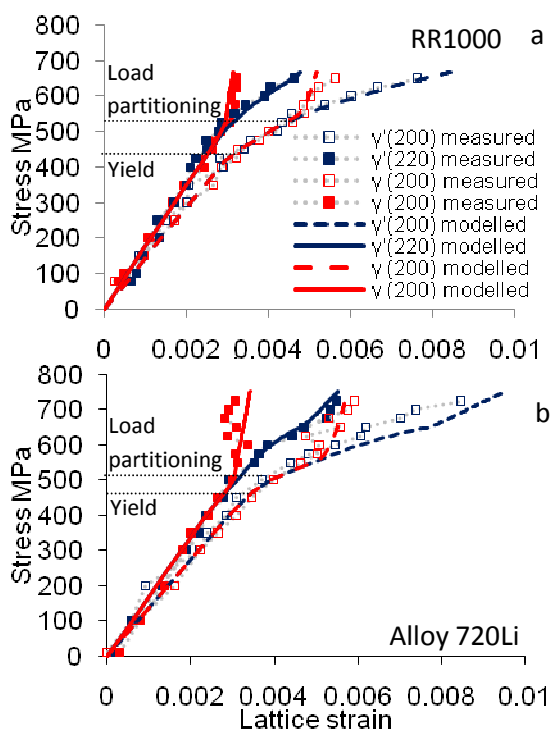 RR1000
a
800
700
600
500
400
300
200
100
0
Stress MPa
Load
partitioning
Yield
γ'(200) measured
γ'(220) measured
γ (200) measured
γ (200) measured
γ'(200) modelled
γ'(220) modelled
γ (200) modelled
γ (200) modelled
0
0.002
0.004
0.006
0.008
0.01
b
800
700
600
500
400
300
200
100
0
Stress MPa
Load
partitioning
Yield
Alloy 720Li
0
0.002
0.004
0.006
0.008
0.01
Lattice strain